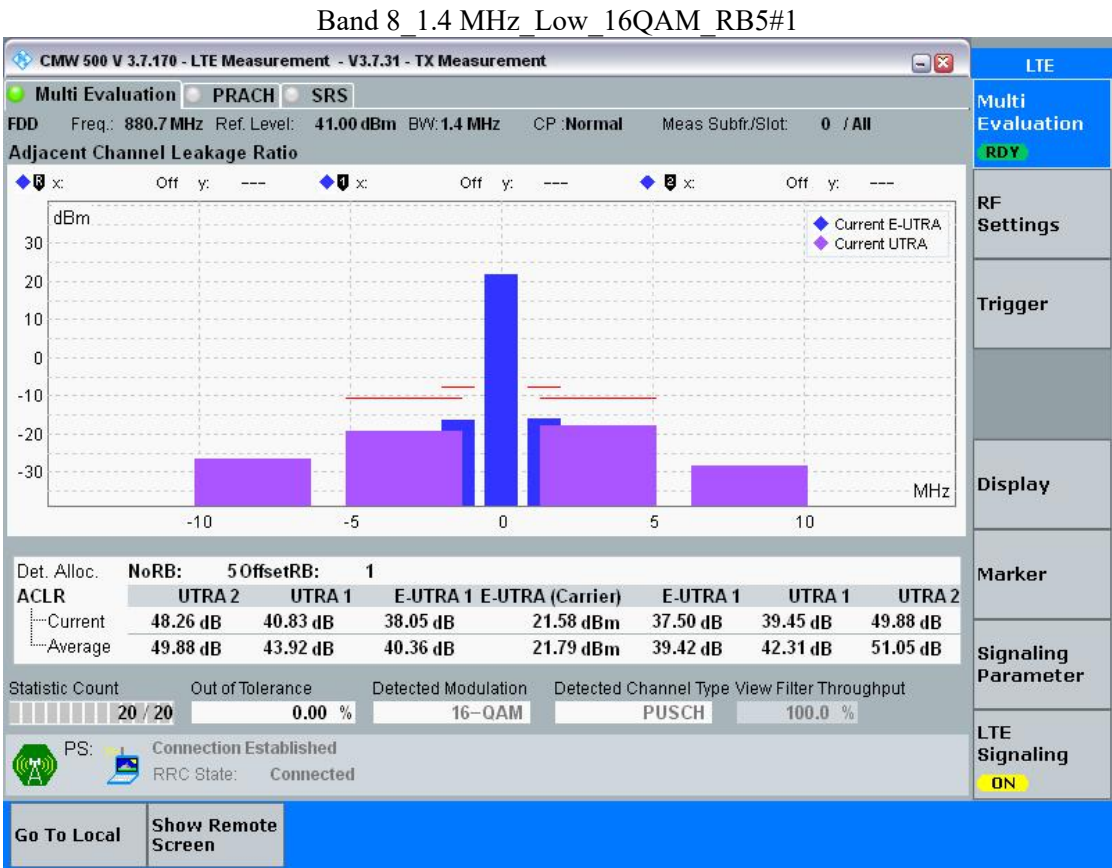 Band 8_1.4 MHz_Low_16QAM_RB5#1
CMW 500 V 3.7.170 - LTE Measurement - V3.7.31 - TX Measurement
LTE
Multi Evaluation PRACH SRS
Multi Evaluation
RDY
FDD Freq.: 880.7 MHz Ref. Level: 41.00 dBm BW: 1.4 MHz CP :Normal Meas Subfr./Slot: 0 / All
Adjacent Channel Leakage Ratio
R x: Off y: --- 1 x: Off y: --- 2 x: Off y: ---
dBm
Current E-UTRA
Current UTRA
30
20
10
0
-10
-20
-30
MHz
-10 -5 0 5 10
RF Settings
Trigger
Display
Marker
Signaling Parameter
LTE Signaling
ON
Det. Alloc. NoRB: 5 OffsetRB: 1
ACLR UTRA 2 UTRA 1 E-UTRA 1 E-UTRA (Carrier) E-UTRA 1 UTRA 1 UTRA 2
Current 48.26 dB 40.83 dB 38.05 dB 21.58 dBm 37.50 dB 39.45 dB 49.88 dB
Average 49.88 dB 43.92 dB 40.36 dB 21.79 dBm 39.42 dB 42.31 dB 51.05 dB
Statistic Count Out of Tolerance Detected Modulation Detected Channel Type View Filter Throughput
20 / 20 0.00 % 16-QAM PUSCH 100.0 %
PS: Connection Established
RRC State: Connected
Go To Local
Show Remote Screen